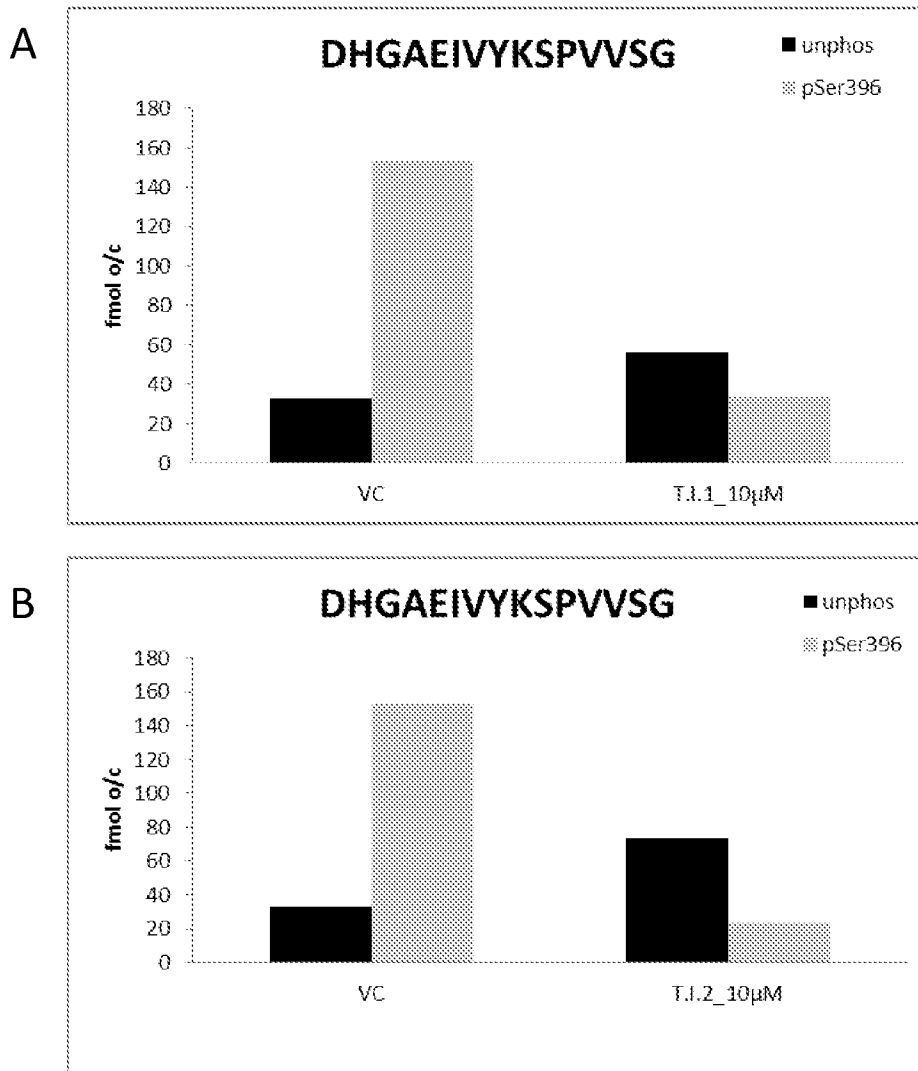 A
DHGAEIVYKSPVVSG
unphos
pSer396
180
160
140
120
100
80
60
40
20
0
fmol o/c
VC
T.I.1_10µM
B
DHGAEIVYKSPVVSG
unphos
pSer396
180
160
140
120
100
80
60
40
20
0
fmol o/c
VC
T.I.2_10µM